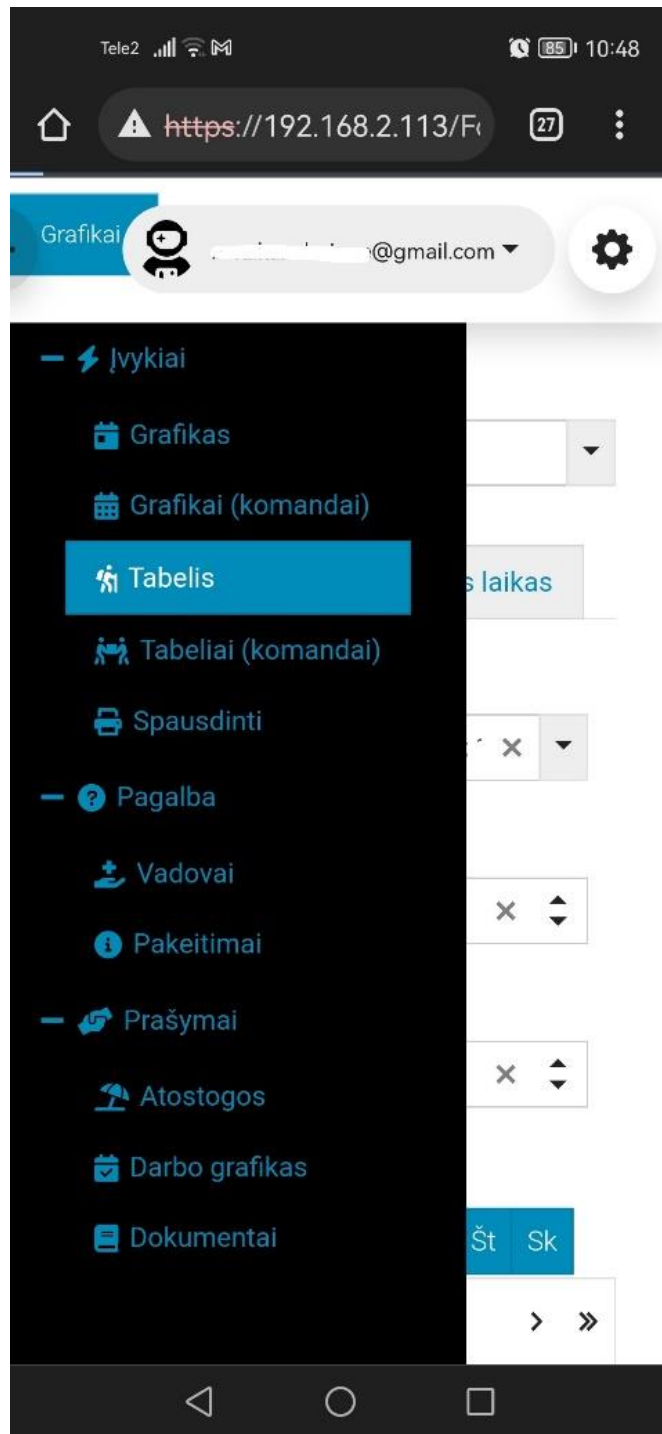 Tele2 85 10:48
https://192.168.2.113/F 27
Grafikai @gmail.com
Įvykiai
Grafikas
Grafikai (komandai)
Tabelis
s laikas
Tabeliai (komandai)
Spausdinti
Pagalba
Vadovai
Pakeitimai
Prašymai
Atostogos
Darbo grafikas
Dokumentai
Št Sk